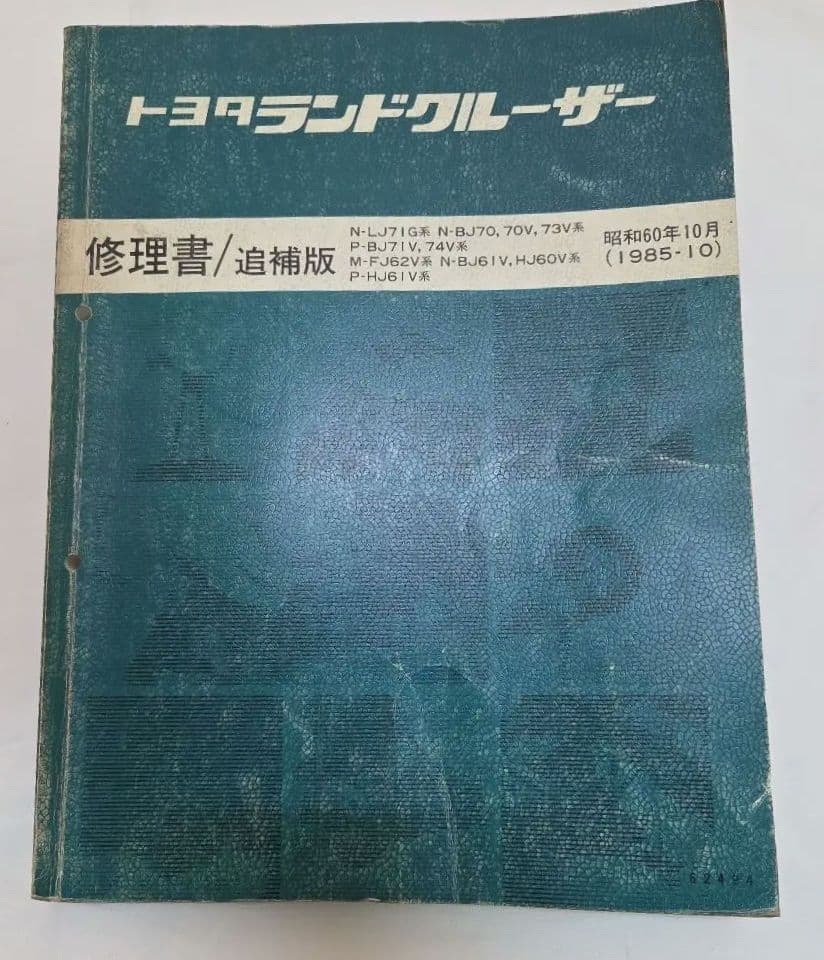 トヨタランドクルーザー
修理書/追補版
N-LJ71G系 N-BJ70, 70V, 73V系
P-BJ71V, 74V系
M-FJ62V系 N-BJ61V, HJ60V系
P-HJ61V系
昭和60年10月
(1985-10)
62494